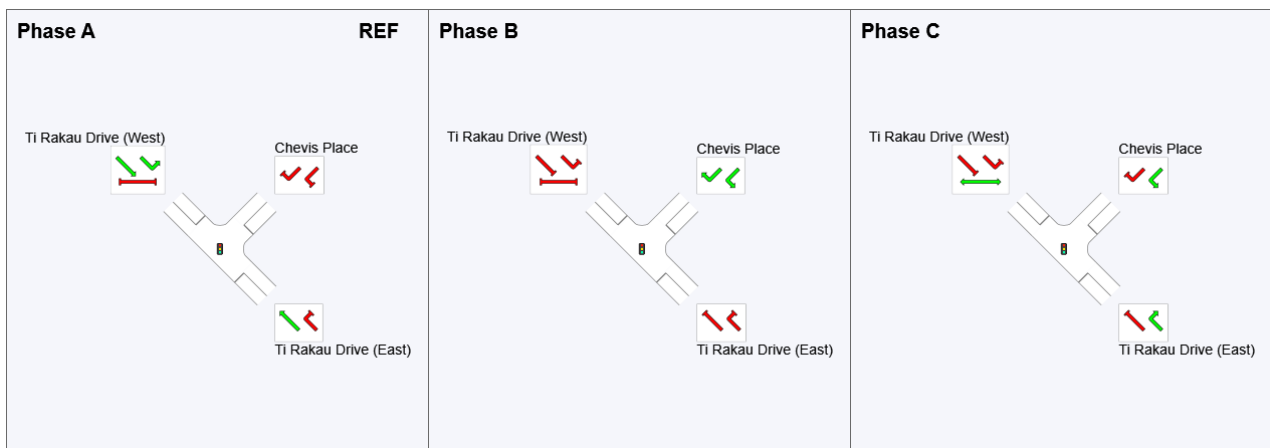 Phase A REF
Ti Rakau Drive (West)
Chevis Place
Ti Rakau Drive (East)
Phase B
Ti Rakau Drive (West)
Chevis Place
Ti Rakau Drive (East)
Phase C
Ti Rakau Drive (West)
Chevis Place
Ti Rakau Drive (East)